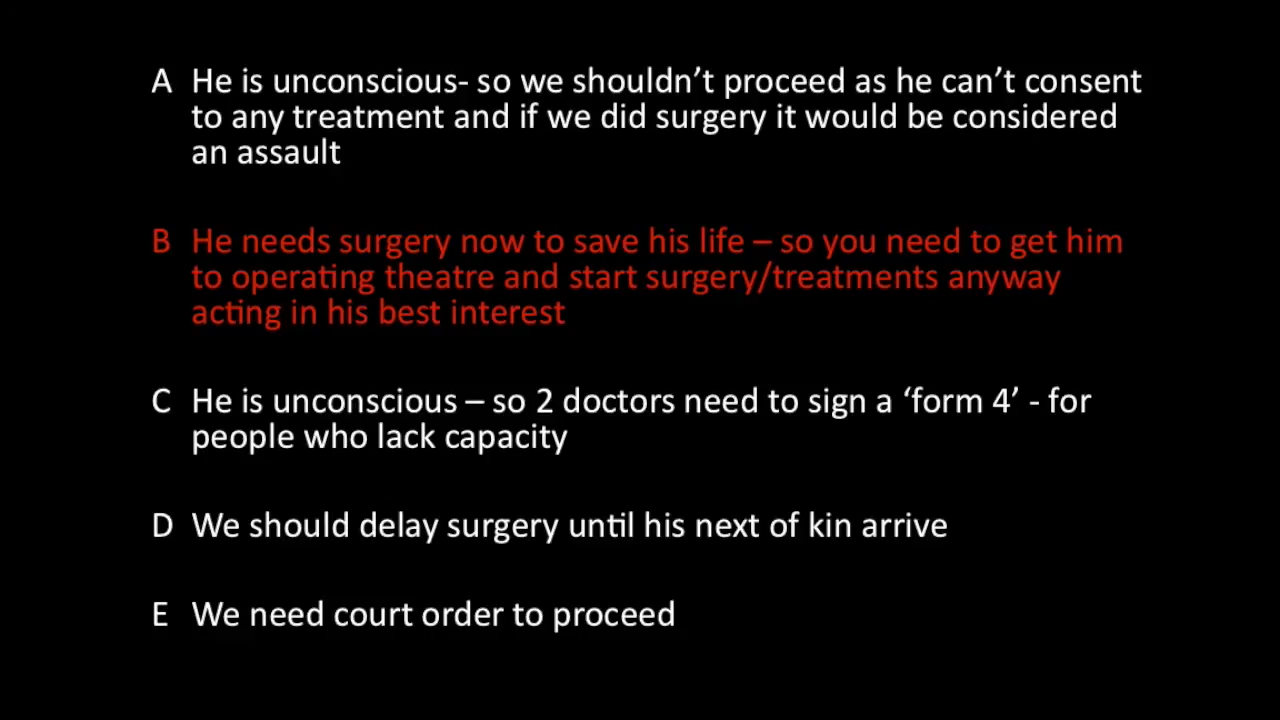 A He is unconscious- so we shouldn’t proceed as he can’t consent
to any treatment and if we did surgery it would be considered
an assault
B He needs surgery now to save his life – so you need to get him
to operating theatre and start surgery/treatments anyway
acting in his best interest
C He is unconscious – so 2 doctors need to sign a ‘form 4’ - for
people who lack capacity
D We should delay surgery until his next of kin arrive
E We need court order to proceed